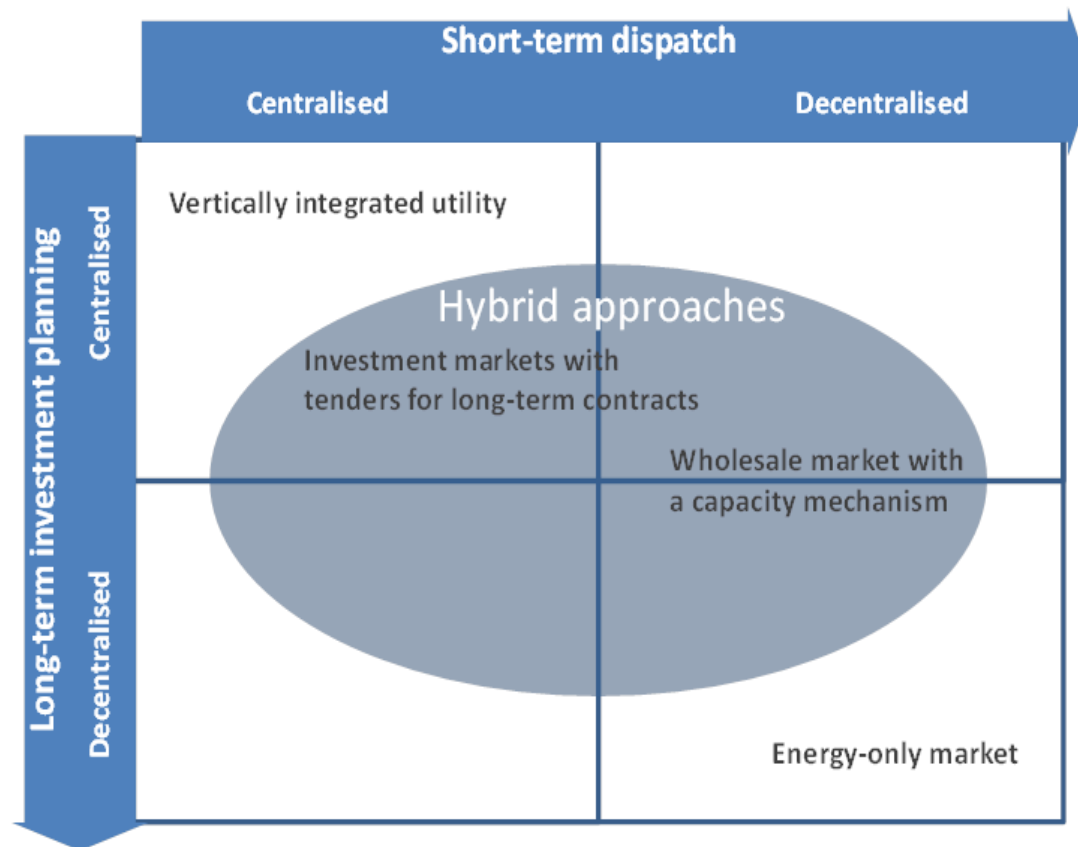 Short-term dispatch
Centralised
Decentralised
Long-term investment planning
Centralised
Decentralised
Vertically integrated utility
Hybrid approaches
Investment markets with
tenders for long-term contracts
Wholesale market with
a capacity mechanism
Energy-only market